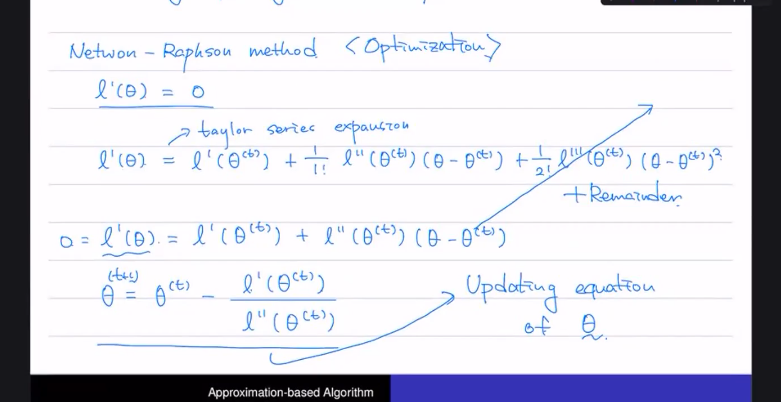 Netwon - Raphson method <Optimization>
l'(θ) = 0
→ taylor series expansion
l'(θ) = l'(θ^(t)) + 1/1! l''(θ^(t)) (θ - θ^(t)) + 1/2! l'''(θ^(t)) (θ - θ^(t))²
+ Remainder
0 = l'(θ) = l'(θ^(t)) + l''(θ^(t)) (θ - θ^(t))
θ^(t+1) = θ^(t) - l'(θ^(t)) / l''(θ^(t))
Updating equation
of θ
Approximation-based Algorithm